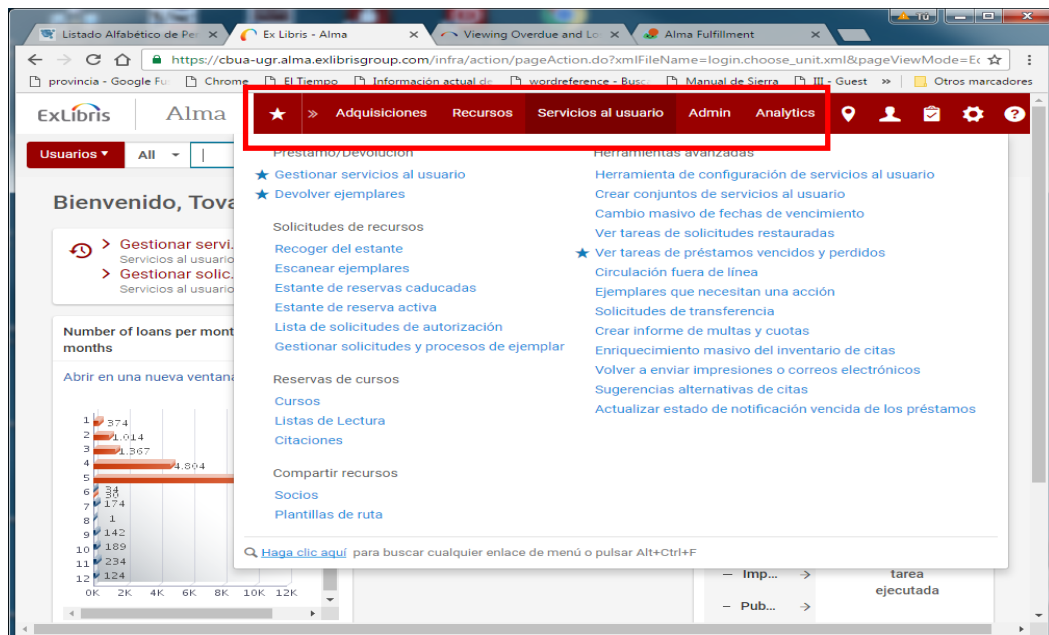 Tú
Listado Alfabético de Per
Ex Libris - Alma
Viewing Overdue and Lo
Alma Fulfillment
https://cbua-ugr.alma.exlibrisgroup.com/infra/action/pageAction.do?xmlFileName=login.choose_unit.xml&pageViewMode=Ec
provincia - Google Fu
Chrome
El Tiempo
Información actual de
wordreference - Busc
Manual de Sierra
III - Guest
»
Otros marcadores
ExLibris
Alma
»
Adquisiciones
Recursos
Servicios al usuario
Admin
Analytics
Usuarios
All
Préstamo/Devolución
Herramientas avanzadas
Gestionar servicios al usuario
Devolver ejemplares
Solicitudes de recursos
Recoger del estante
Escanear ejemplares
Estante de reservas caducadas
Estante de reserva activa
Lista de solicitudes de autorización
Gestionar solicitudes y procesos de ejemplar
Reservas de cursos
Cursos
Listas de Lectura
Citaciones
Compartir recursos
Socios
Plantillas de ruta
Herramienta de configuración de servicios al usuario
Crear conjuntos de servicios al usuario
Cambio masivo de fechas de vencimiento
Ver tareas de solicitudes restauradas
Ver tareas de préstamos vencidos y perdidos
Circulación fuera de línea
Ejemplares que necesitan una acción
Solicitudes de transferencia
Crear informe de multas y cuotas
Enriquecimiento masivo del inventario de citas
Volver a enviar impresiones o correos electrónicos
Sugerencias alternativas de citas
Actualizar estado de notificación vencida de los préstamos
Haga clic aquí para buscar cualquier enlace de menú o pulsar Alt+Ctrl+F
Bienvenido, Tova
Gestionar servi.
Servicios al usuario
Gestionar solic.
Servicios al usuario
Number of loans per mont
months
Abrir en una nueva ventana
1 374
2 1.014
3 1.367
4 4.804
5
6 34
30
7 174
8 1
9 142
10 189
11 234
12 124
0K 2K 4K 6K 8K 10K 12K
– Imp...
– Pub...
tarea
ejecutada